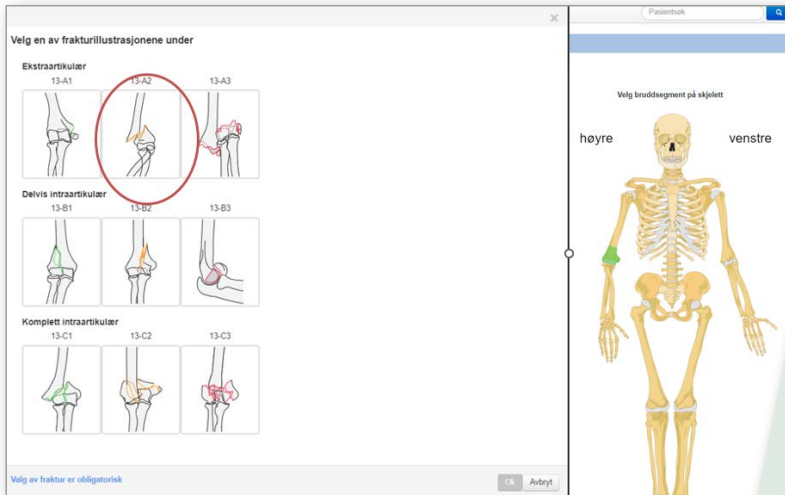 ×
Pasientsøk
Velg en av frakturillustrasjonene under
Ekstraartikulær
13-A1
13-A2
13-A3
Delvis intraartikulær
13-B1
13-B2
13-B3
Komplett intraartikulær
13-C1
13-C2
13-C3
Valg av fraktur er obligatorisk
Ok
Avbryt
Velg bruddsegment på skjelett
høyre
venstre